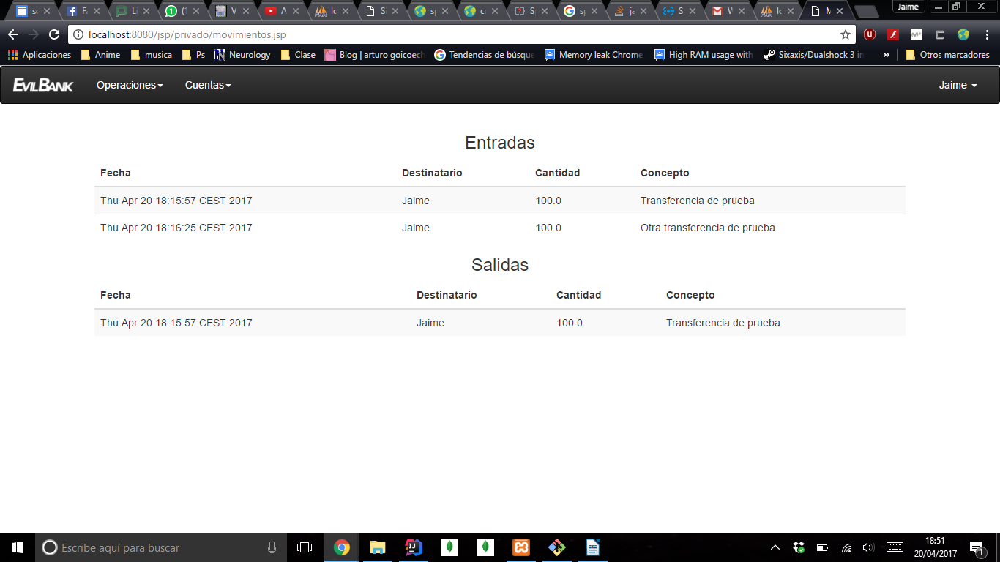 Jaime
localhost:8080/jsp/privado/movimientos.jsp
Aplicaciones Anime musica Ps Neurology Clase Blog | arturo goicoech Tendencias de búsque Memory leak Chrome High RAM usage with Sixaxis/Dualshock 3 in » Otros marcadores
EVILBANK Operaciones Cuentas Jaime
Entradas
Fecha Destinatario Cantidad Concepto
Thu Apr 20 18:15:57 CEST 2017 Jaime 100.0 Transferencia de prueba
Thu Apr 20 18:16:25 CEST 2017 Jaime 100.0 Otra transferencia de prueba
Salidas
Fecha Destinatario Cantidad Concepto
Thu Apr 20 18:15:57 CEST 2017 Jaime 100.0 Transferencia de prueba
Escribe aquí para buscar
18:51
20/04/2017